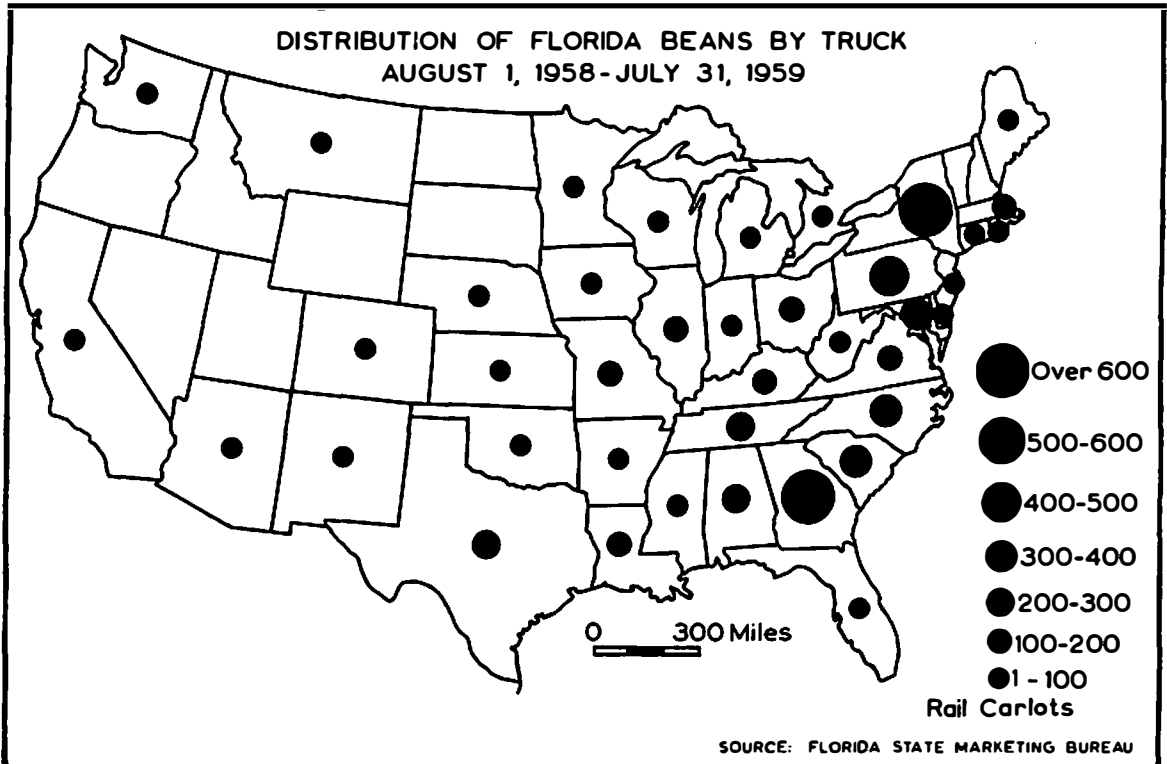 DISTRIBUTION OF FLORIDA BEANS BY TRUCK
AUGUST 1, 1958-JULY 31, 1959
Over 600
500-600
400-500
300-400
200-300
100-200
1-100
Rail Carlots
0 300 Miles
SOURCE: FLORIDA STATE MARKETING BUREAU